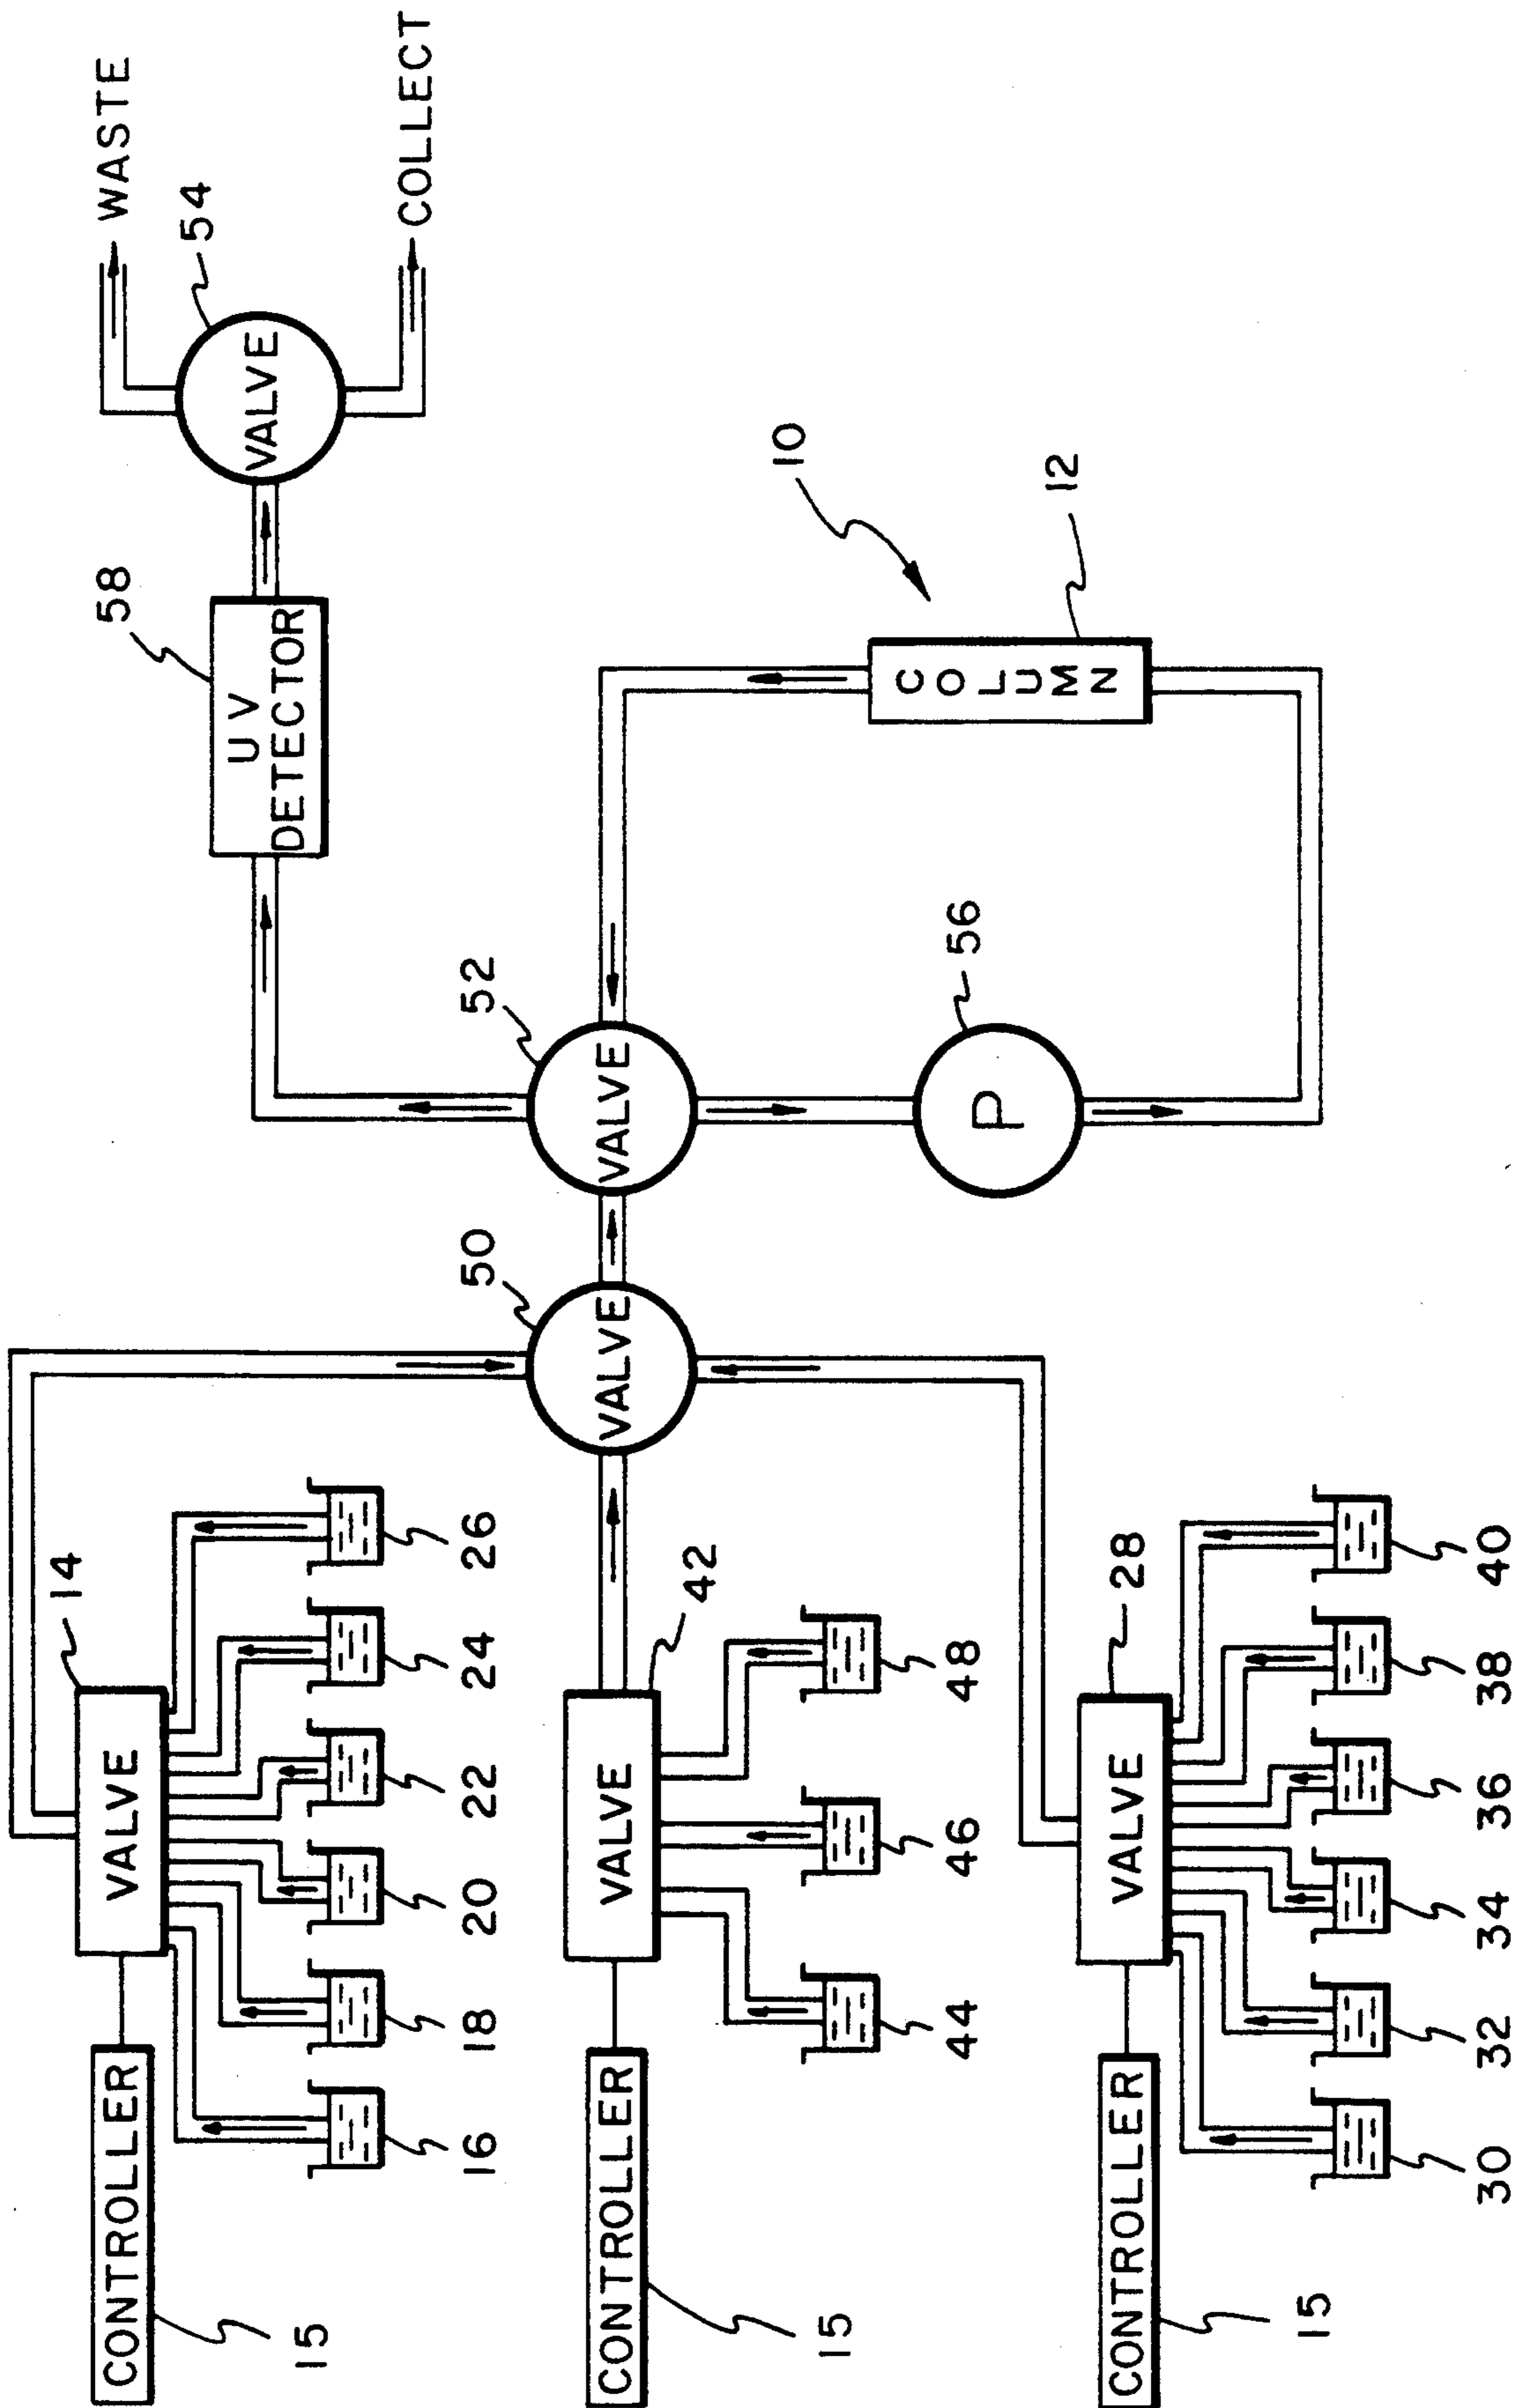 WASTE
54
VALVE
COLLECT
58
UV
DETECTOR
10
12
COLUMN
52
VALVE
56
P
50
VALVE
14
VALVE
26
24
22
20
18
16
CONTROLLER
15
42
VALVE
48
46
44
CONTROLLER
15
28
VALVE
40
38
36
34
32
30
CONTROLLER
15